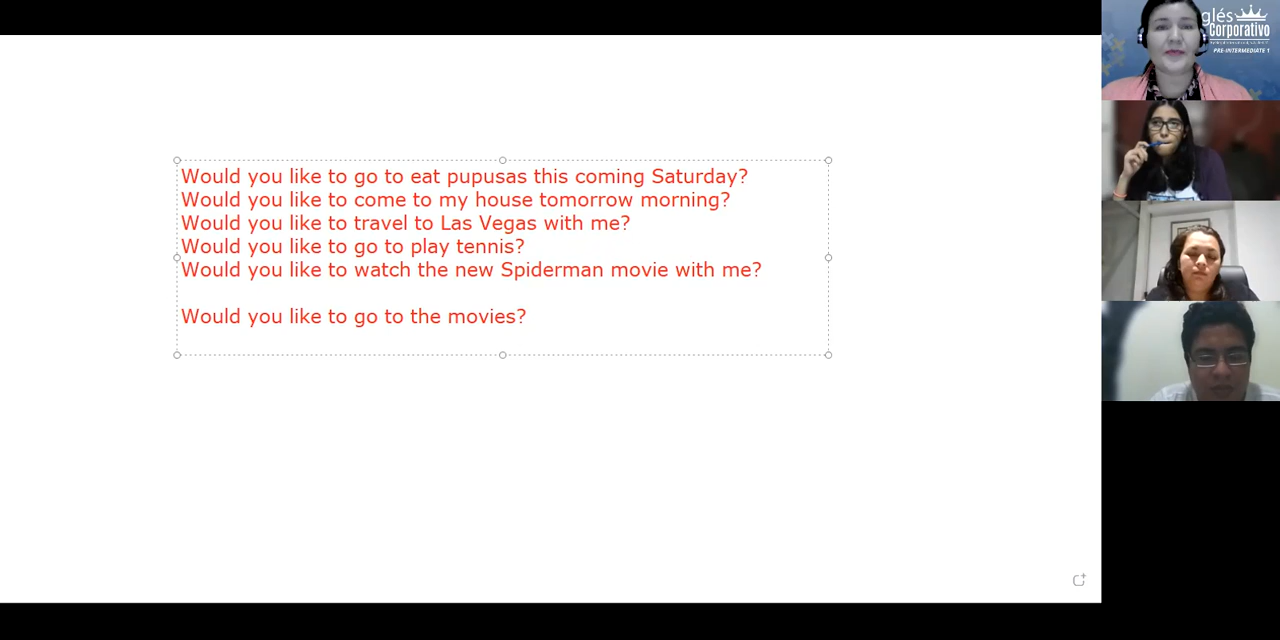 Would you like to go to eat pupusas this coming Saturday?
Would you like to come to my house tomorrow morning?
Would you like to travel to Las Vegas with me?
Would you like to go to play tennis?
Would you like to watch the new Spiderman movie with me?
Would you like to go to the movies?
glés
Corporativo
PRE-INTERMEDIATE 1